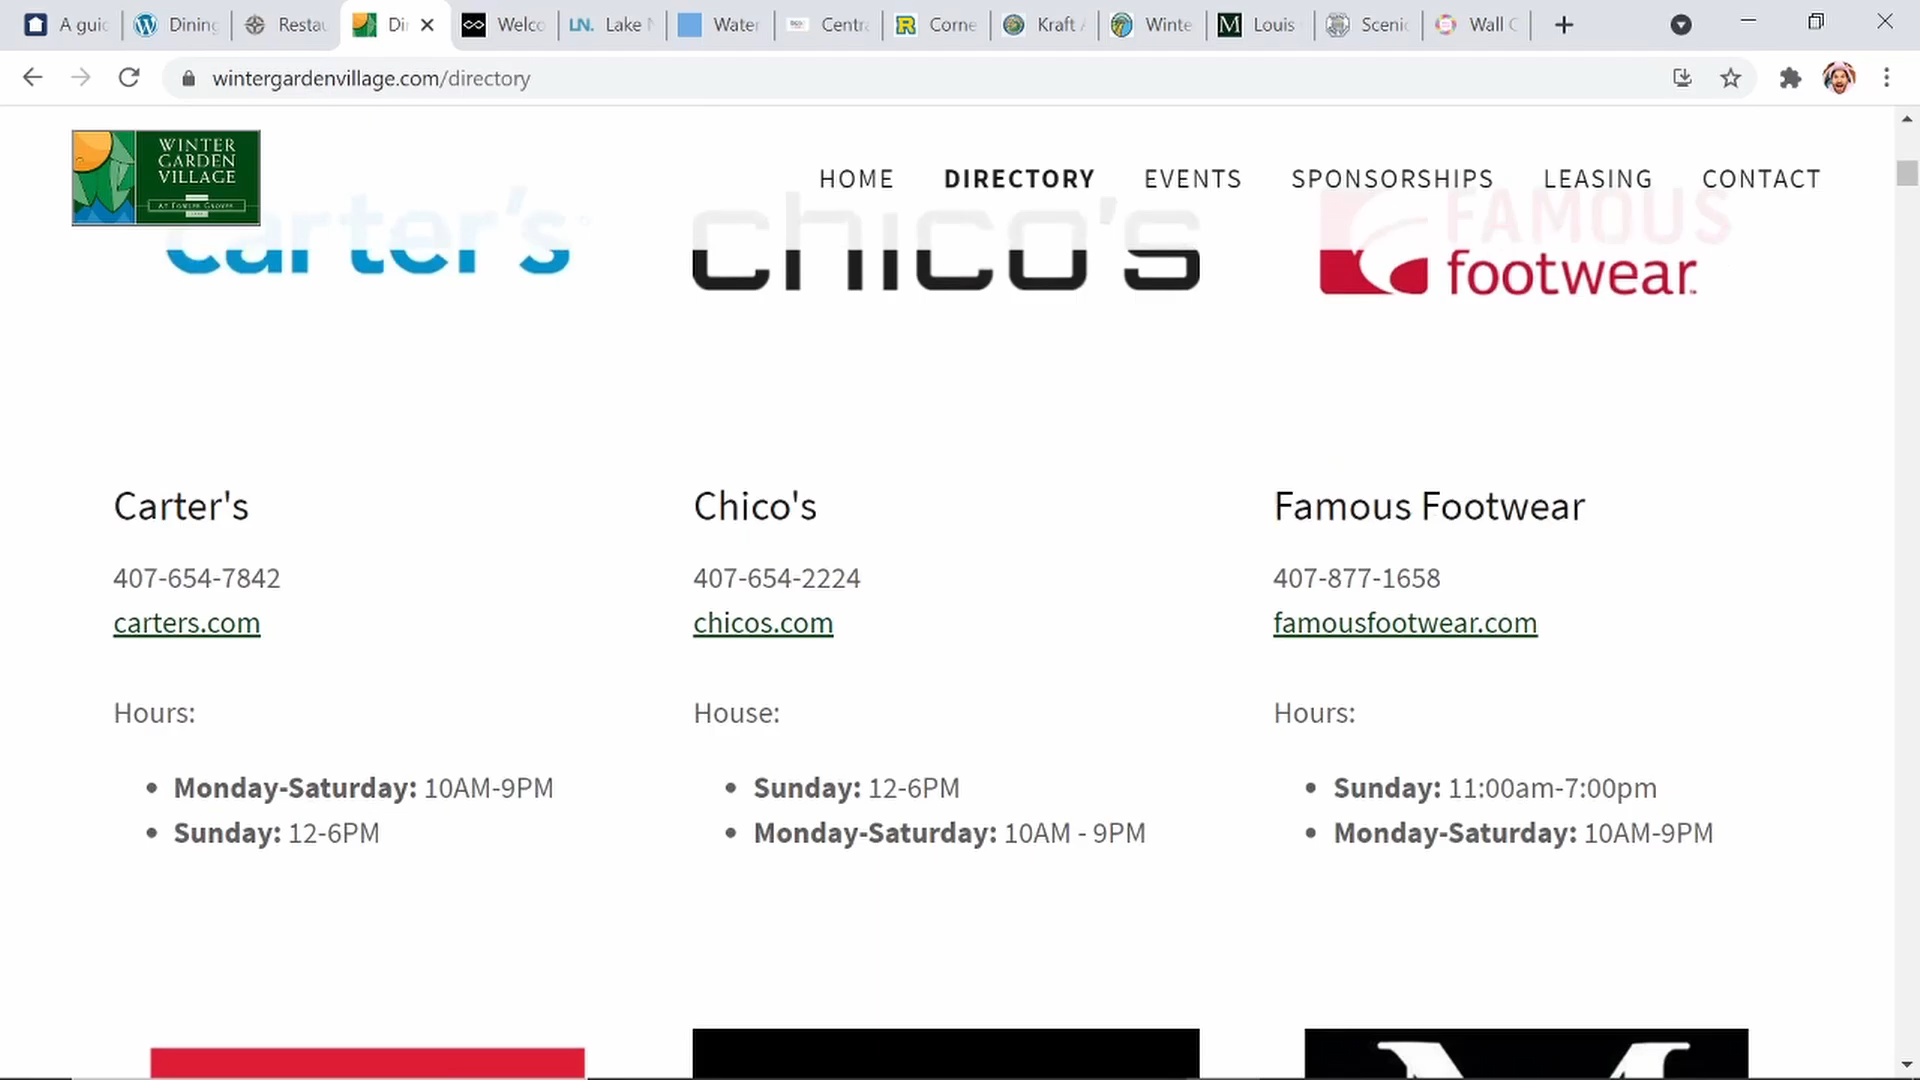 A guid
Dining
Restau
Dir
Welco
LN. Lake N
Water
Centra
R Corne
Kraft A
Winte
M Louis
Scenic
Wall C
wintergardenvillage.com/directory
WINTER
GARDEN
VILLAGE
AT FOWLER GROVES
HOME DIRECTORY EVENTS SPONSORSHIPS LEASING CONTACT
carter's
chico's
FAMOUS
footwear
Carter's
407-654-7842
carters.com
Hours:
• Monday-Saturday: 10AM-9PM
• Sunday: 12-6PM
Chico's
407-654-2224
chicos.com
House:
• Sunday: 12-6PM
• Monday-Saturday: 10AM - 9PM
Famous Footwear
407-877-1658
famousfootwear.com
Hours:
• Sunday: 11:00am-7:00pm
• Monday-Saturday: 10AM-9PM